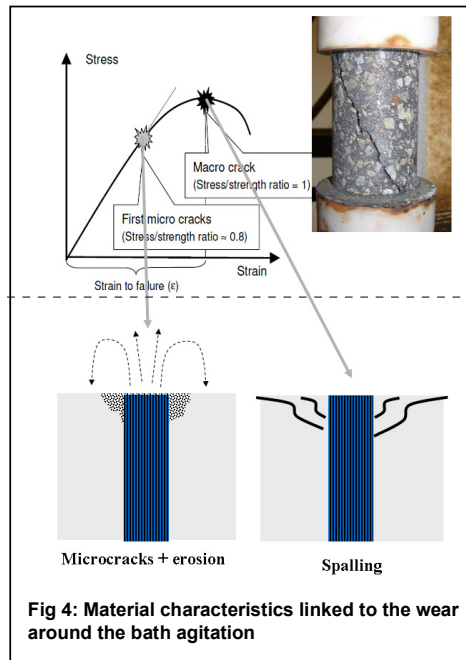 Stress
Macro crack
(Stress/strength ratio = 1)
First micro cracks
(Stress/strength ratio ≈ 0.8)
Strain
Strain to failure (ε)
Microcracks + erosion
Spalling
Fig 4: Material characteristics linked to the wear
around the bath agitation